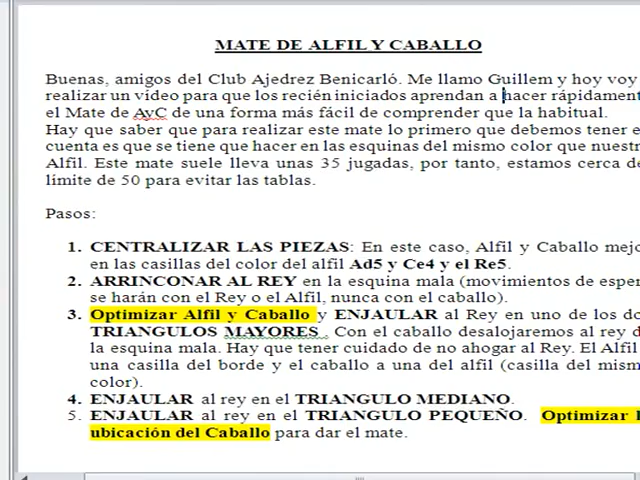 MATE DE ALFIL Y CABALLO
Buenas, amigos del Club Ajedrez Benicarló. Me llamo Guillem y hoy voy
realizar un vídeo para que los recién iniciados aprendan a hacer rápidament
el Mate de AyC de una forma más fácil de comprender que la habitual.
Hay que saber que para realizar este mate lo primero que debemos tener e
cuenta es que se tiene que hacer en las esquinas del mismo color que nuestr
Alfil. Este mate suele lleva unas 35 jugadas, por tanto, estamos cerca de
límite de 50 para evitar las tablas.
Pasos:
1. CENTRALIZAR LAS PIEZAS: En este caso, Alfil y Caballo mejo
en las casillas del color del alfil Ad5 y Ce4 y el Re5.
2. ARRINCONAR AL REY en la esquina mala (movimientos de esper
se harán con el Rey o el Alfil, nunca con el caballo).
3. Optimizar Alfil y Caballo y ENJAULAR al Rey en uno de los do
TRIANGULOS MAYORES . Con el caballo desalojaremos al rey d
la esquina mala. Hay que tener cuidado de no ahogar al Rey. El Alfil
una casilla del borde y el caballo a una del alfil (casilla del mism
color).
4. ENJAULAR al rey en el TRIANGULO MEDIANO.
5. ENJAULAR al rey en el TRIANGULO PEQUEÑO. Optimizar l
ubicación del Caballo para dar el mate.